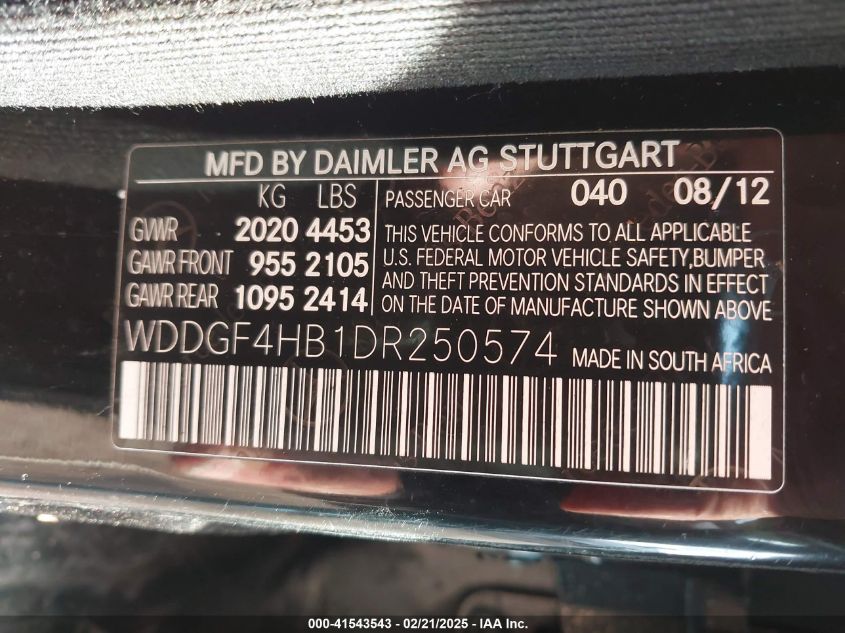 MFD BY DAIMLER AG STUTTGART
KG LBS PASSENGER CAR 040 08/12
GVWR 2020 4453
GAWR FRONT 955 2105
GAWR REAR 1095 2414
THIS VEHICLE CONFORMS TO ALL APPLICABLE
U.S. FEDERAL MOTOR VEHICLE SAFETY,BUMPER
AND THEFT PREVENTION STANDARDS IN EFFECT
ON THE DATE OF MANUFACTURE SHOWN ABOVE
WDDGF4HB1DR250574 MADE IN SOUTH AFRICA
000-41543543 / 02/21/2025 - IAA Inc.